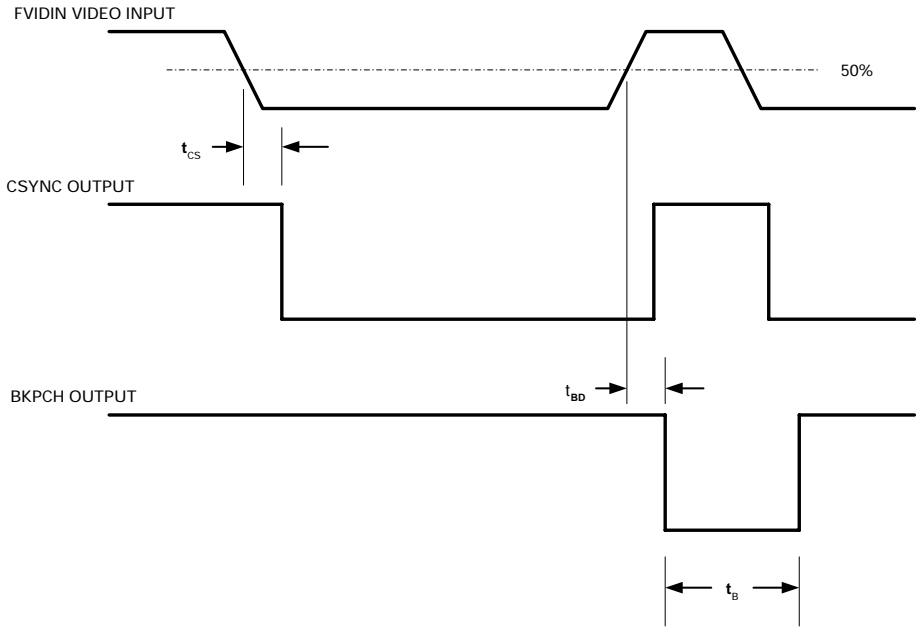 FVIDIN VIDEO INPUT
50%
tCS
CSYNC OUTPUT
tBD
BKPCH OUTPUT
tB